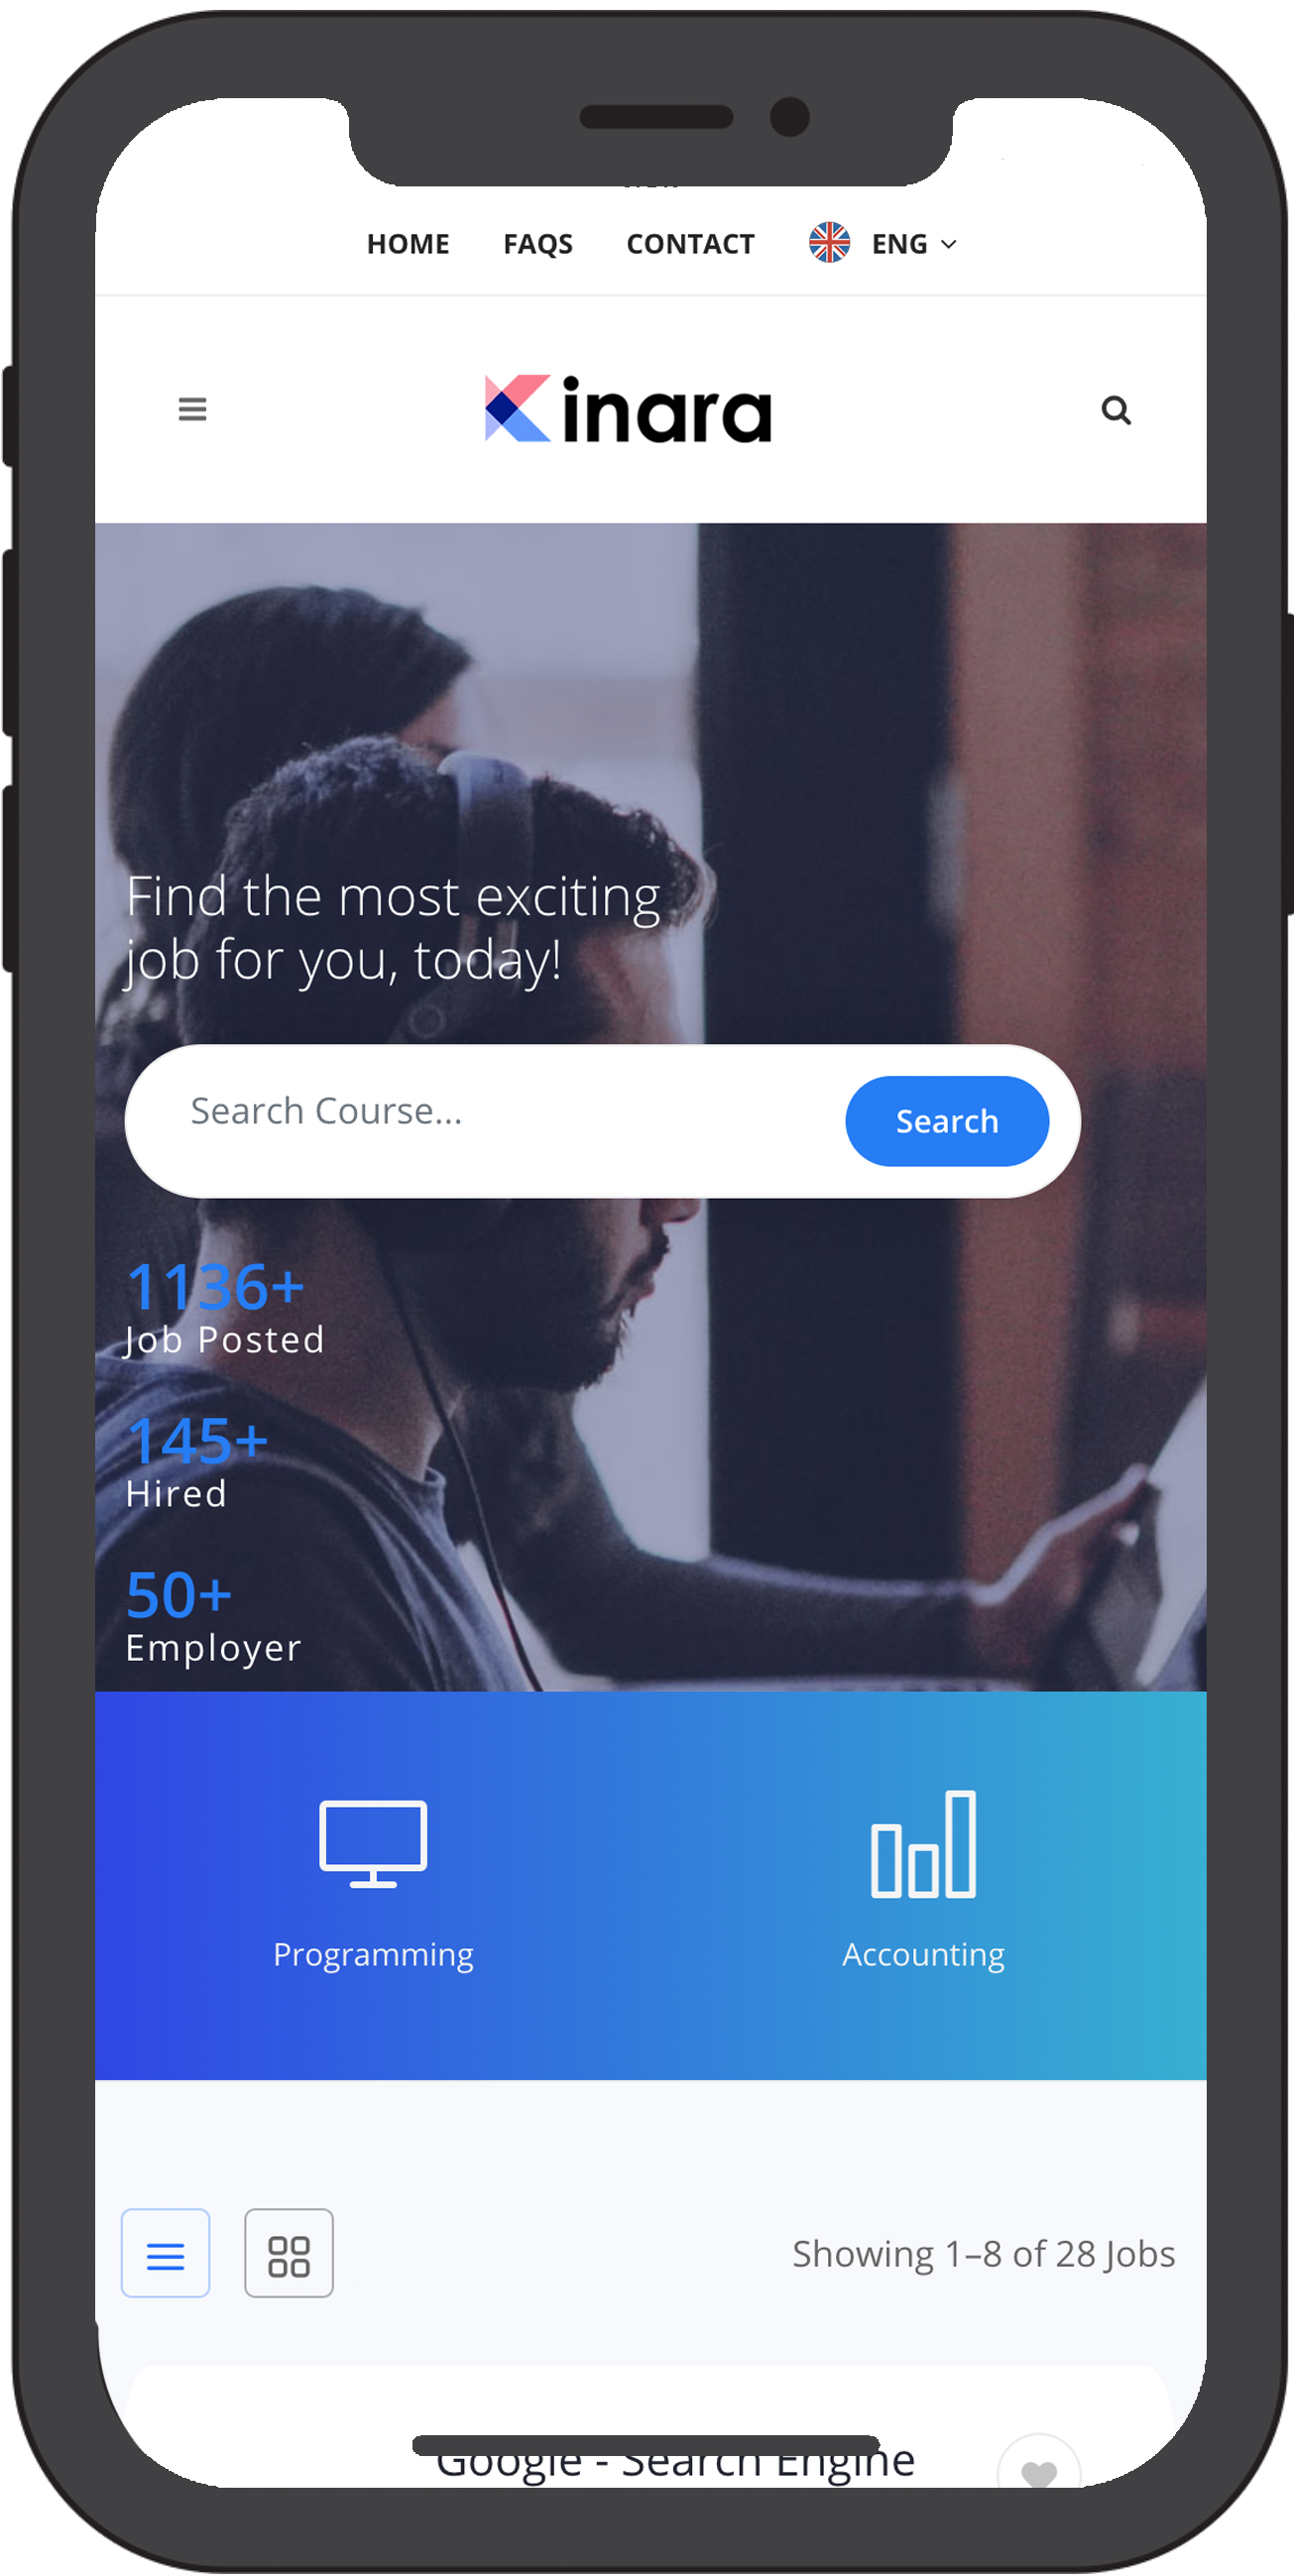 HOME FAQS CONTACT ENG
Kinara
Find the most exciting
job for you, today!
Search Course... Search
1136+
Job Posted
145+
Hired
50+
Employer
Programming Accounting
Showing 1–8 of 28 Jobs
Google - Search Engine